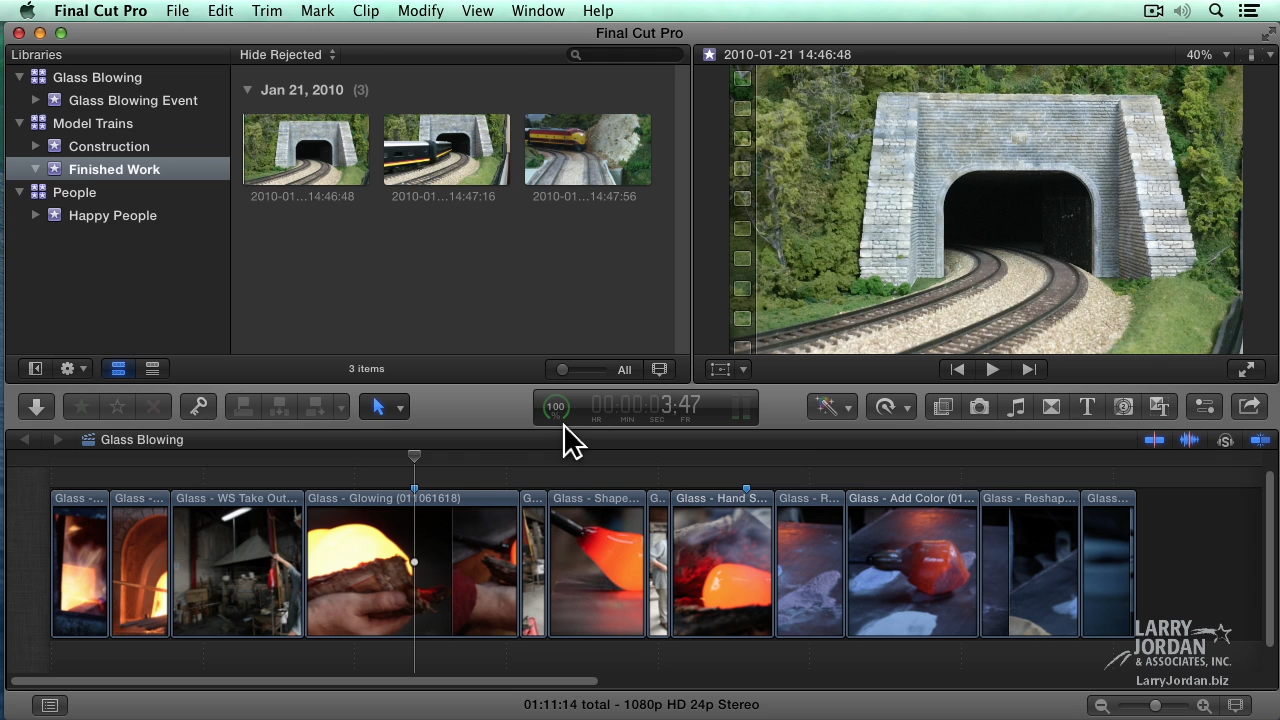 Final Cut Pro File Edit Trim Mark Clip Modify View Window Help
Final Cut Pro
Libraries
Hide Rejected
2010-01-21 14:46:48
40%
Glass Blowing
Glass Blowing Event
Model Trains
Construction
Finished Work
People
Happy People
Jan 21, 2010 (3)
2010-01...14:46:48
2010-01...14:47:16
2010-01...14:47:56
3 items
All
100
%
00:00:03:47
HR MIN SEC FR
Glass Blowing
Glass -...
Glass -...
Glass - WS Take Out...
Glass - Glowing (011061618)
G...
Glass - Shape...
G..
Glass - Hand S...
Glass - R...
Glass - Add Color (01...
Glass - Reshap...
Glass...
LARRY
JORDAN
& ASSOCIATES, INC.
LarryJordan.biz
01:11:14 total - 1080p HD 24p Stereo